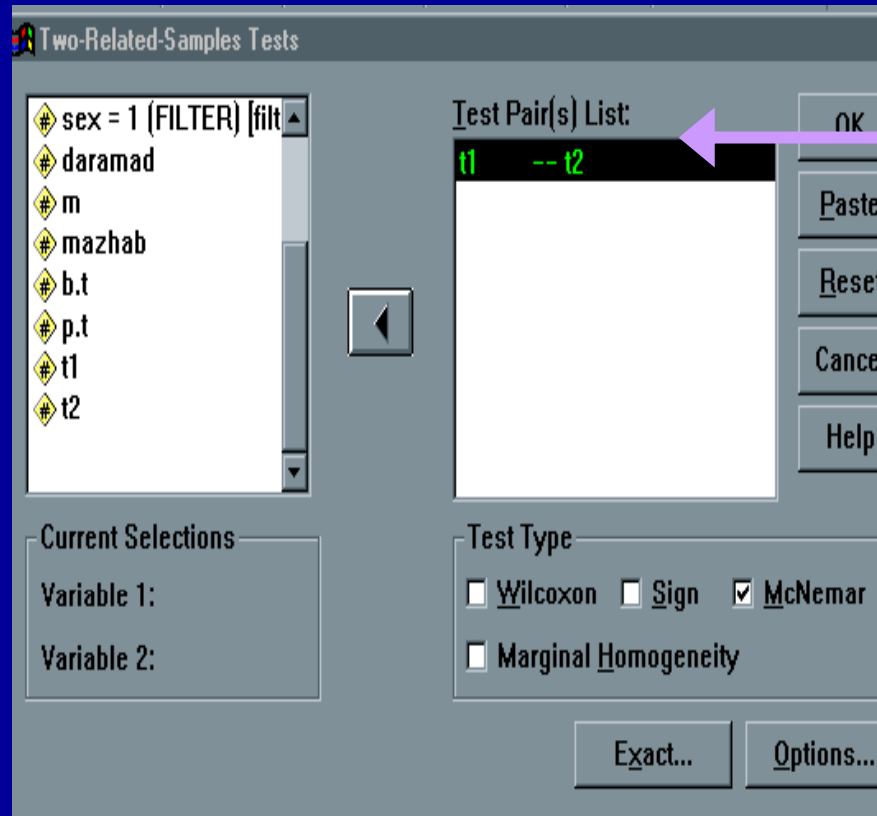 Two-Related-Samples Tests
sex = 1 (FILTER) [filt
daramad
m
mazhab
b.t
p.t
t1
t2
Test Pair(s) List:
t1 -- t2
OK
Paste
Reset
Cance
Help
Current Selections
Variable 1:
Variable 2:
Test Type
Wilcoxon Sign McNemar
Marginal Homogeneity
Exact... Options...